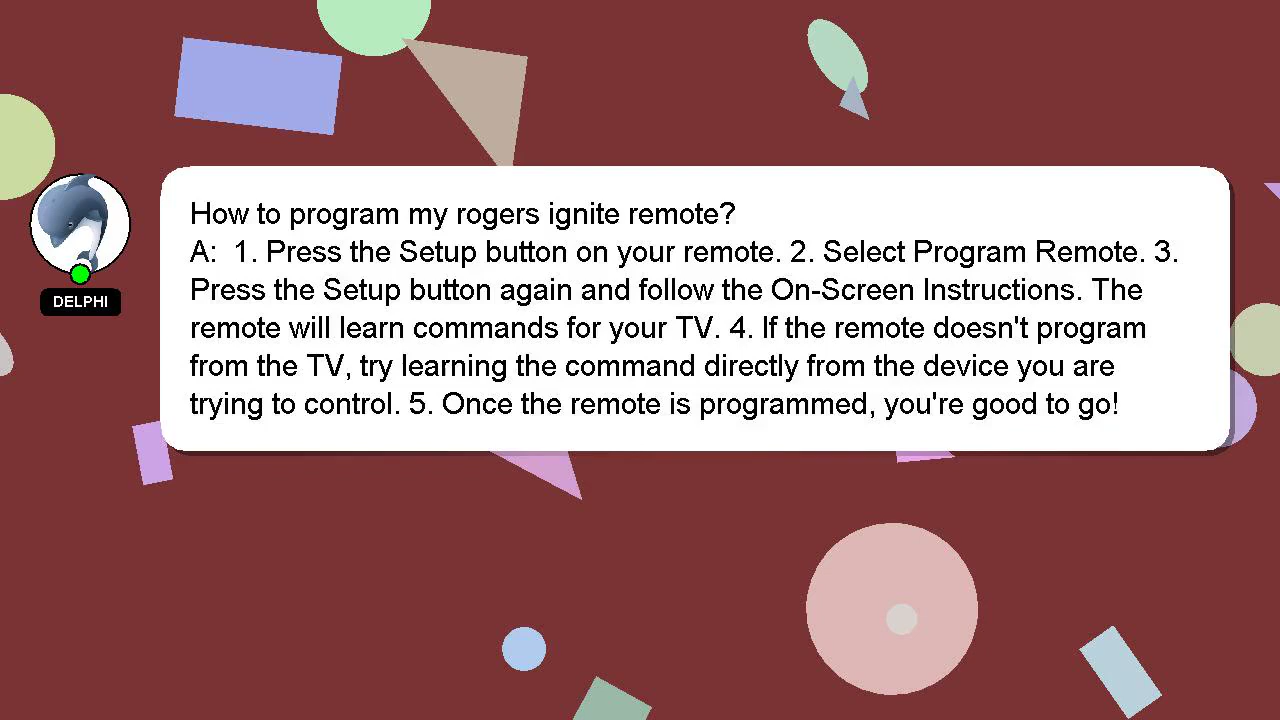 How to program my rogers ignite remote?
A:  1. Press the Setup button on your remote. 2. Select Program Remote. 3.
Press the Setup button again and follow the On-Screen Instructions. The
remote will learn commands for your TV. 4. If the remote doesn't program
from the TV, try learning the command directly from the device you are
trying to control. 5. Once the remote is programmed, you're good to go!
DELPHI